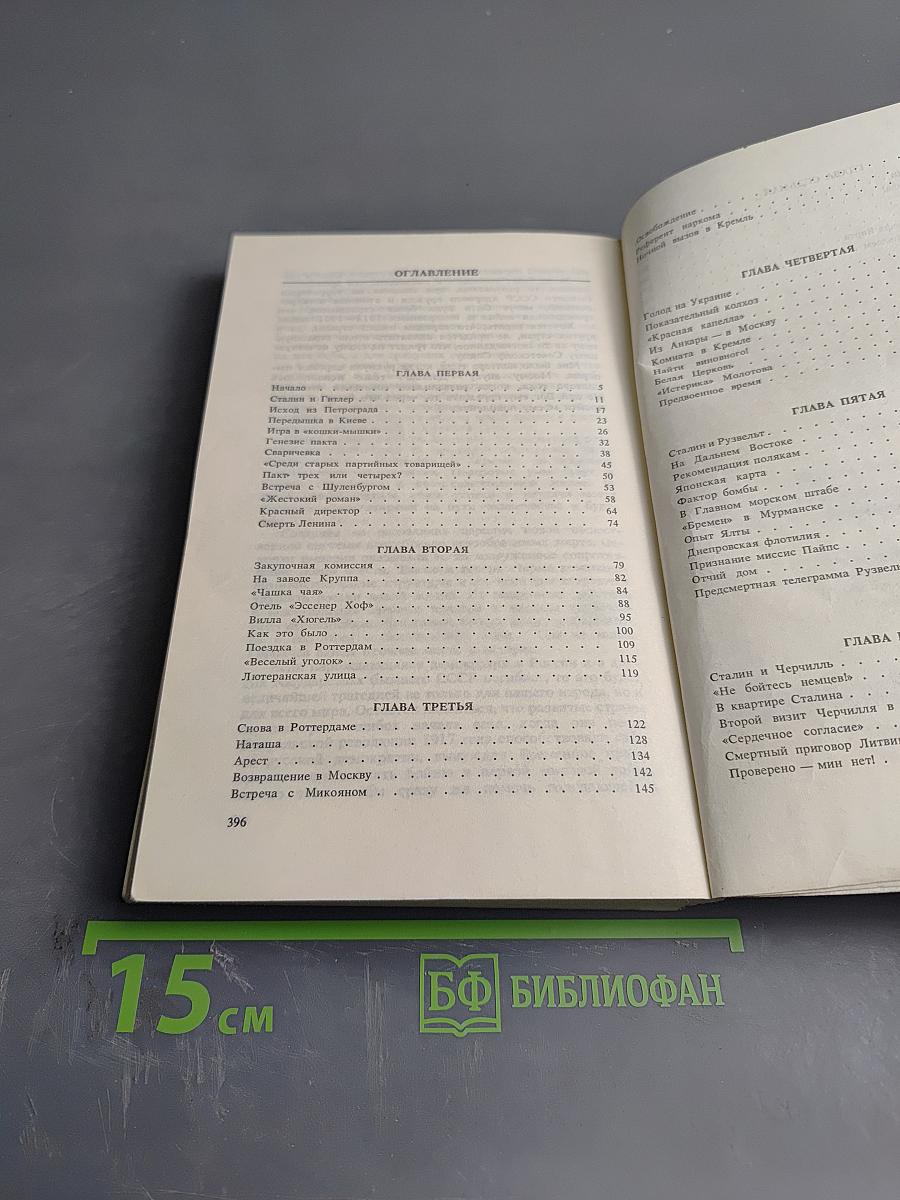 ОГЛАВЛЕНИЕ
ГЛАВА ПЕРВАЯ
Начало . . . 5
Сталин и Гитлер . . . 11
Исход из Петрограда . . . 17
Передышка в Киеве . . . 23
Игра в «кошки-мышки» . . . 26
Генезис пакта . . . 32
Сваричевка . . . 38
«Среди старых партийных товарищей» . . . 45
Пакт трех или четырех? . . . 50
Встреча с Шуленбургом . . . 53
«Жестокий роман» . . . 58
Красный директор . . . 64
Смерть Ленина . . . 74
ГЛАВА ВТОРАЯ
Закупочная комиссия . . . 79
На заводе Круппа . . . 82
«Чашка чая» . . . 84
Отель «Эссенер Хоф» . . . 88
Вилла «Хюгель» . . . 95
Как это было . . . 100
Поездка в Роттердам . . . 109
«Веселый уголок» . . . 115
Лютеранская улица . . . 119
ГЛАВА ТРЕТЬЯ
Снова в Роттердаме . . . 122
Наташа . . . 128
Арест . . . 134
Возвращение в Москву . . . 142
Встреча с Микояном . . . 145
396
Освобождение . . .
Референт наркома . . .
Ночной вызов в Кремль . . .
ГЛАВА ЧЕТВЕРТАЯ
Голод на Украине . . .
Показательный колхоз . . .
«Красная капелла» . . .
Из Анкары — в Москву . . .
Комната в Кремле . . .
Найти виновного! . . .
Белая Церковь . . .
«Истерика» Молотова . . .
Предвоенное время . . .
ГЛАВА ПЯТАЯ
Сталин и Рузвельт . . .
На Дальнем Востоке . . .
Рекомендация полякам . . .
Японская карта . . .
Фактор бомбы . . .
В Главном морском штабе . . .
«Бремен» в Мурманске . . .
Опыт Ялты . . .
Днепровская флотилия . . .
Признание миссис Пайпс . . .
Отчий дом . . .
Предсмертная телеграмма Рузвель
ГЛАВА
Сталин и Черчилль . . .
«Не бойтесь немцев!» . . .
В квартире Сталина . . .
Второй визит Черчилля в
«Сердечное согласие» . . .
Смертный приговор Литвин
Проверено — мин нет! . . .
15 см
БФ БИБЛИОФАН